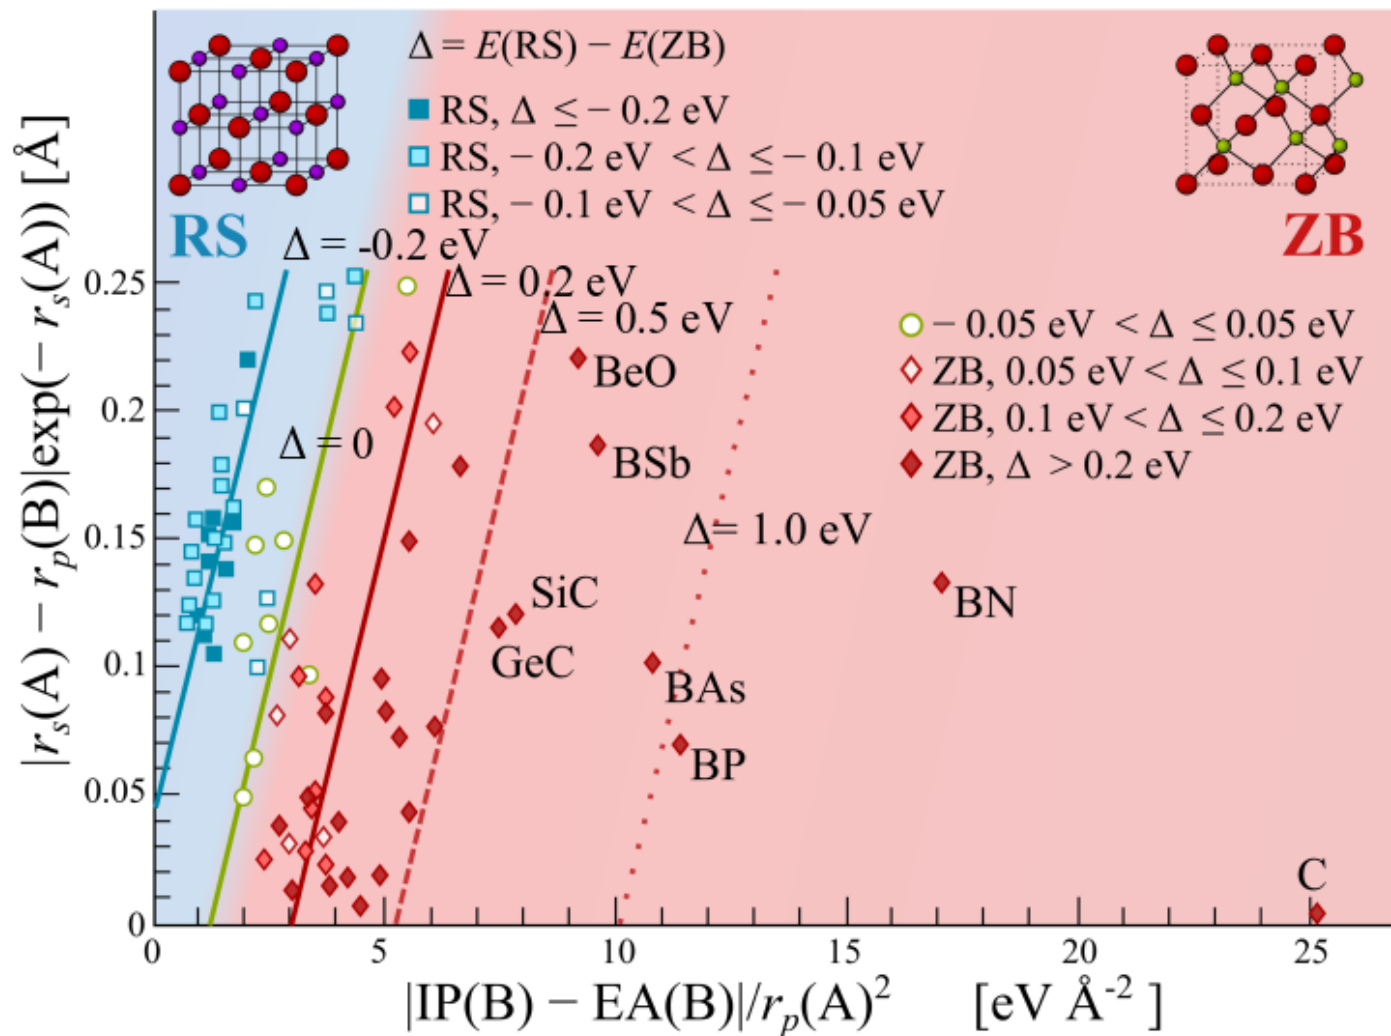 Δ = E(RS) − E(ZB)
RS, Δ ≤ − 0.2 eV
RS, − 0.2 eV < Δ ≤ − 0.1 eV
RS, − 0.1 eV < Δ ≤ − 0.05 eV
RS
ZB
Δ = -0.2 eV
Δ = 0.2 eV
Δ = 0.5 eV
− 0.05 eV < Δ ≤ 0.05 eV
ZB, 0.05 eV < Δ ≤ 0.1 eV
ZB, 0.1 eV < Δ ≤ 0.2 eV
ZB, Δ > 0.2 eV
BeO
Δ = 0
BSb
Δ= 1.0 eV
SiC
BN
GeC
BAs
BP
C
|r_s(A) − r_p(B)|exp(− r_s(A)) [Å]
0.25
0.2
0.15
0.1
0.05
0
0 5 10 15 20 25
|IP(B) − EA(B)|/r_p(A)² [eV Å⁻²]